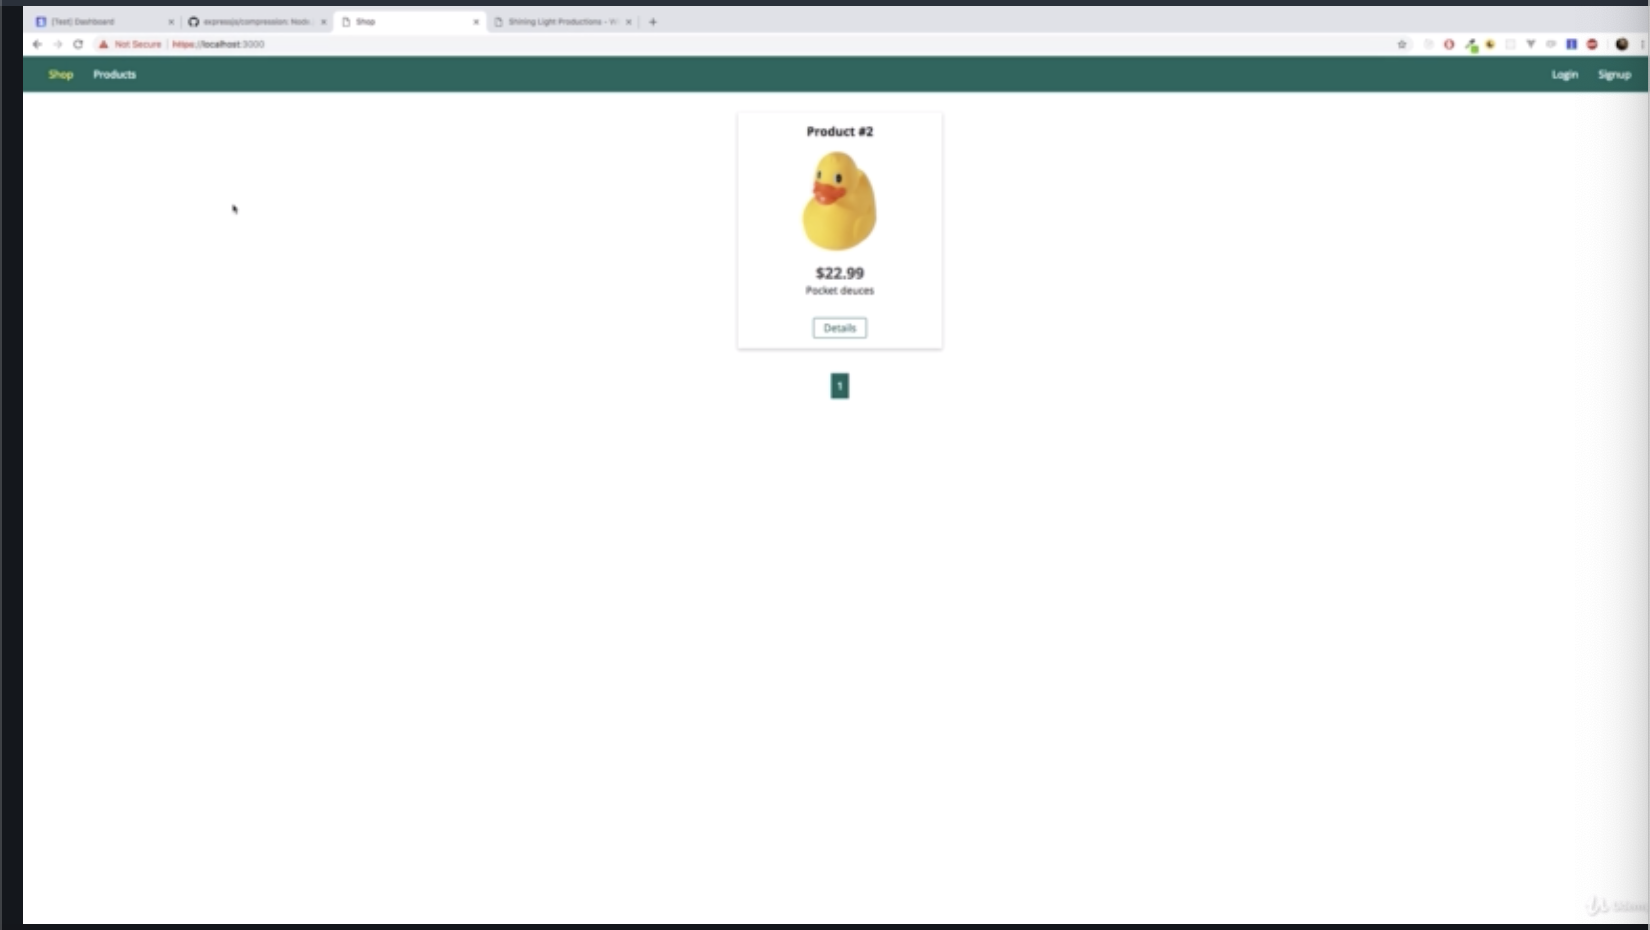 [Test] Dashboard
expressjs/compression: Node.
Shop
Shining Light Productions - Wi
Not Secure https://localhost:3000
Shop Products Login Signup
Product #2
$22.99
Pocket deuces
Details
1